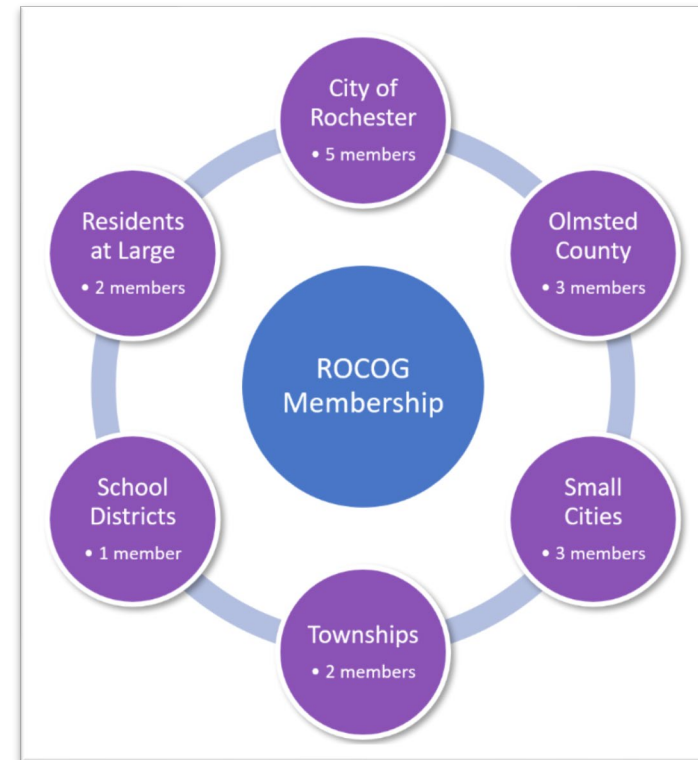 City of
Rochester
• 5 members
Olmsted
County
• 3 members
Small
Cities
• 3 members
Townships
• 2 members
School
Districts
• 1 member
Residents
at Large
• 2 members
ROCOG
Membership